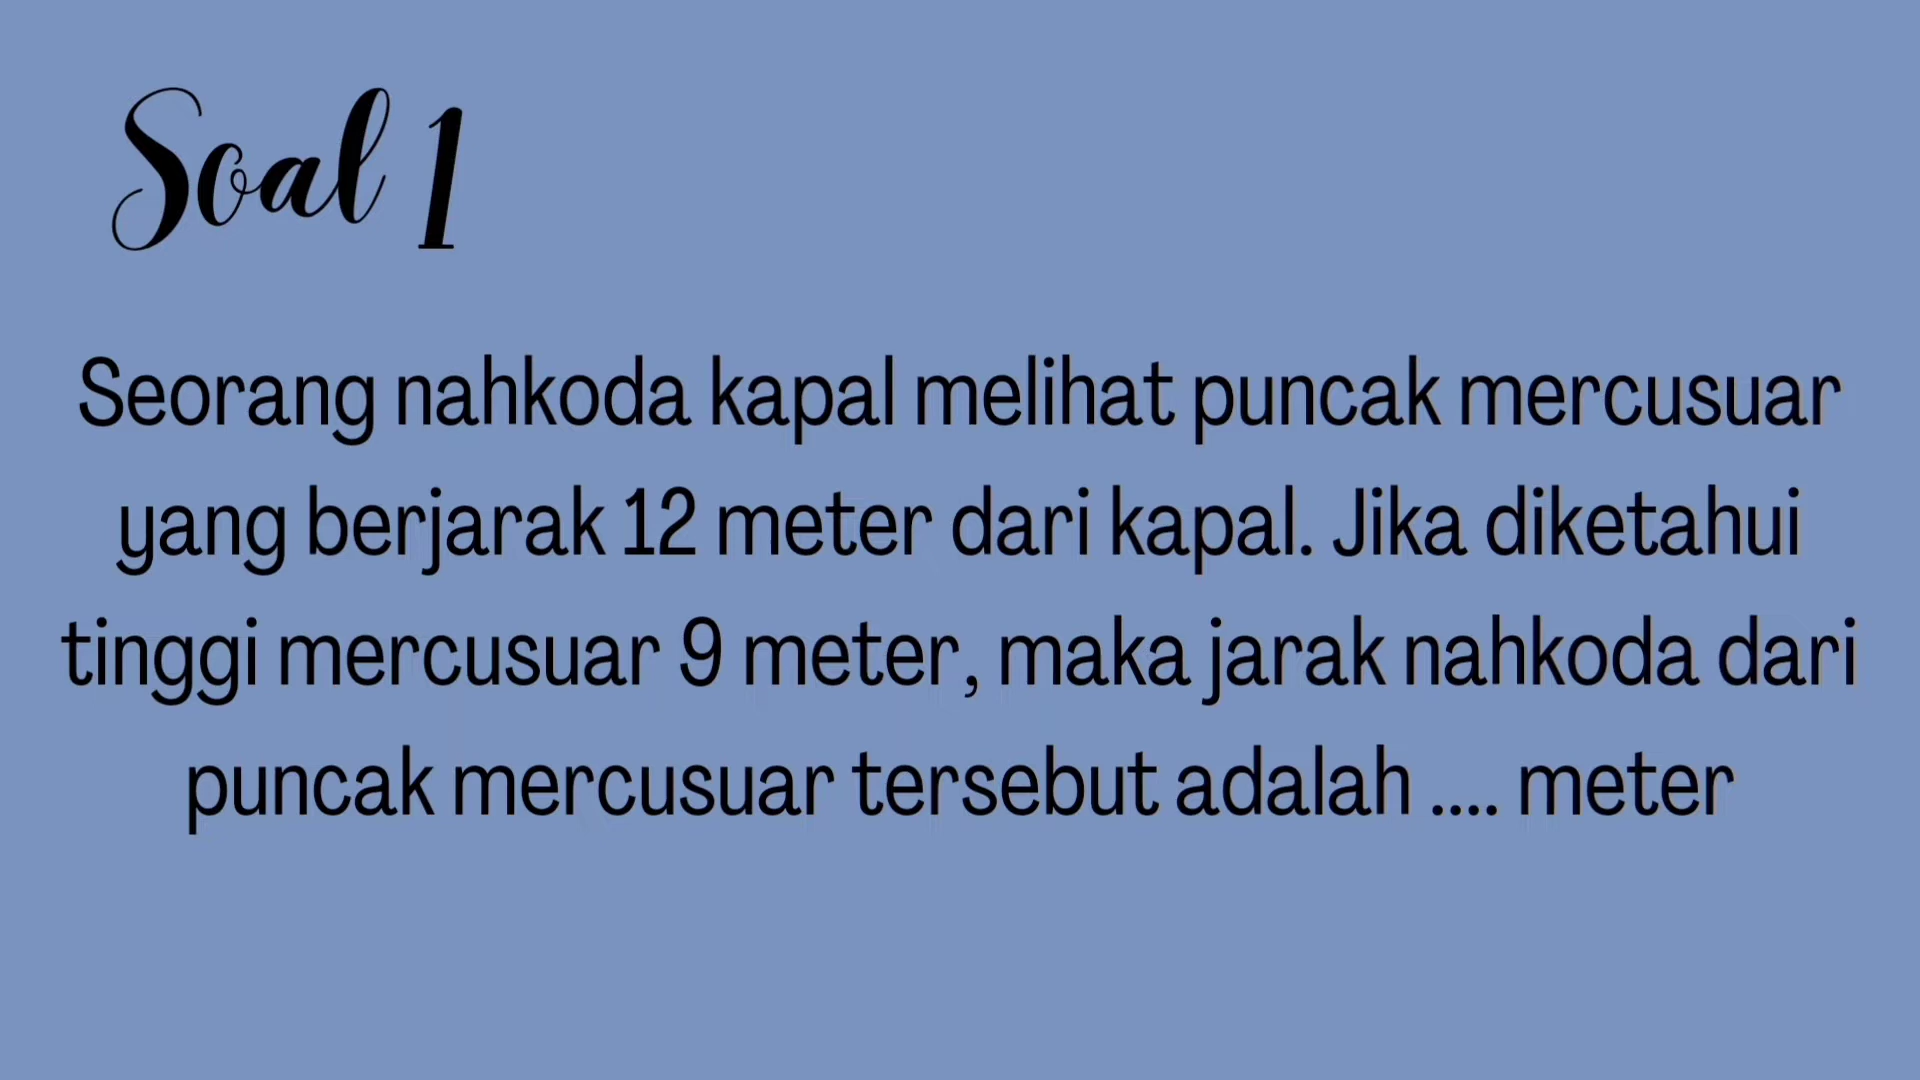 Soal 1
Seorang nahkoda kapal melihat puncak mercusuar
yang berjarak 12 meter dari kapal. Jika diketahui
tinggi mercusuar 9 meter, maka jarak nahkoda dari
puncak mercusuar tersebut adalah .... meter